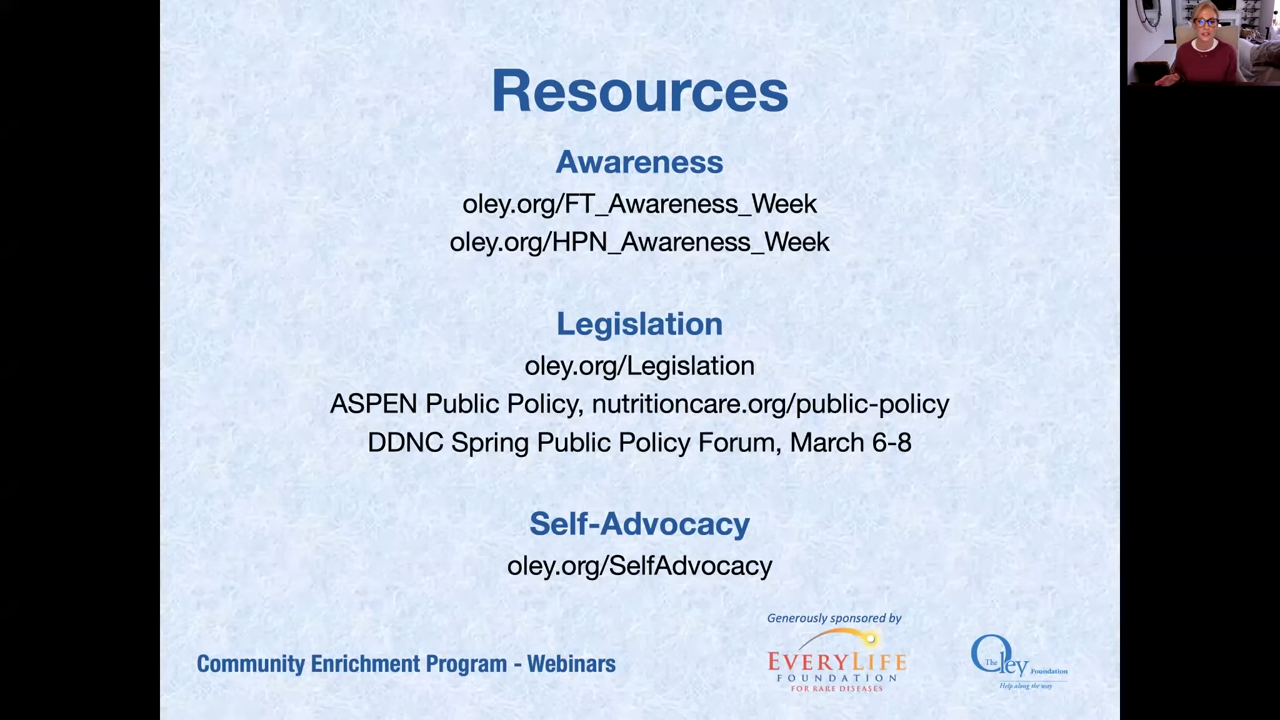 Resources
Awareness
oley.org/FT_Awareness_Week
oley.org/HPN_Awareness_Week
Legislation
oley.org/Legislation
ASPEN Public Policy, nutritioncare.org/public-policy
DDNC Spring Public Policy Forum, March 6-8
Self-Advocacy
oley.org/SelfAdvocacy
Community Enrichment Program - Webinars
Generously sponsored by
EVERYLIFE
FOUNDATION
FOR RARE DISEASES
The Oley Foundation
Help along the way